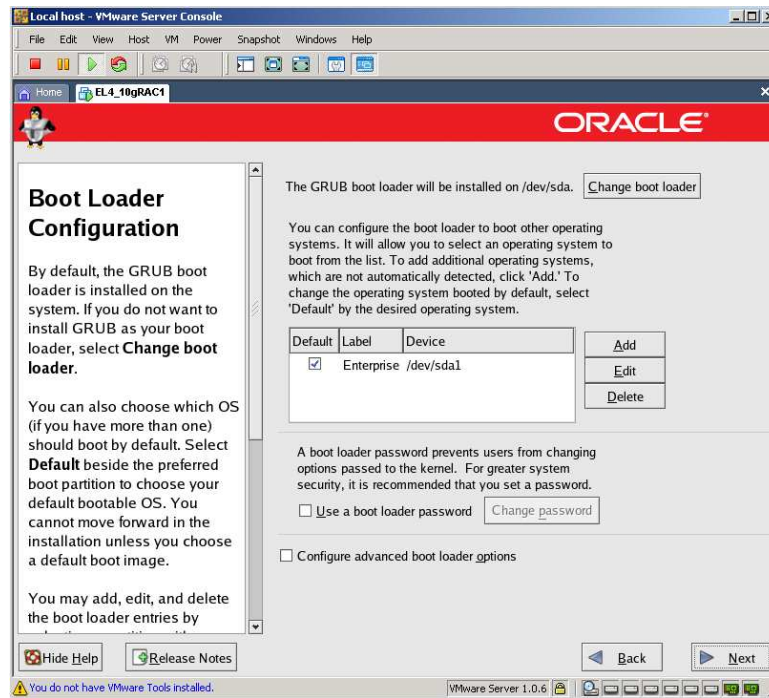 Local host - VMware Server Console
File Edit View Host VM Power Snapshot Windows Help
Home EL4_10gRAC1
ORACLE®
Boot Loader
Configuration
By default, the GRUB boot
loader is installed on the
system. If you do not want to
install GRUB as your boot
loader, select Change boot
loader.
You can also choose which OS
(if you have more than one)
should boot by default. Select
Default beside the preferred
boot partition to choose your
default bootable OS. You
cannot move forward in the
installation unless you choose
a default boot image.
You may add, edit, and delete
the boot loader entries by
The GRUB boot loader will be installed on /dev/sda. Change boot loader
You can configure the boot loader to boot other operating
systems. It will allow you to select an operating system to
boot from the list. To add additional operating systems,
which are not automatically detected, click 'Add.' To
change the operating system booted by default, select
'Default' by the desired operating system.
Default Label Device
Enterprise /dev/sda1
Add
Edit
Delete
A boot loader password prevents users from changing
options passed to the kernel. For greater system
security, it is recommended that you set a password.
Use a boot loader password Change password
Configure advanced boot loader options
Hide Help Release Notes Back Next
You do not have VMware Tools installed. VMware Server 1.0.6